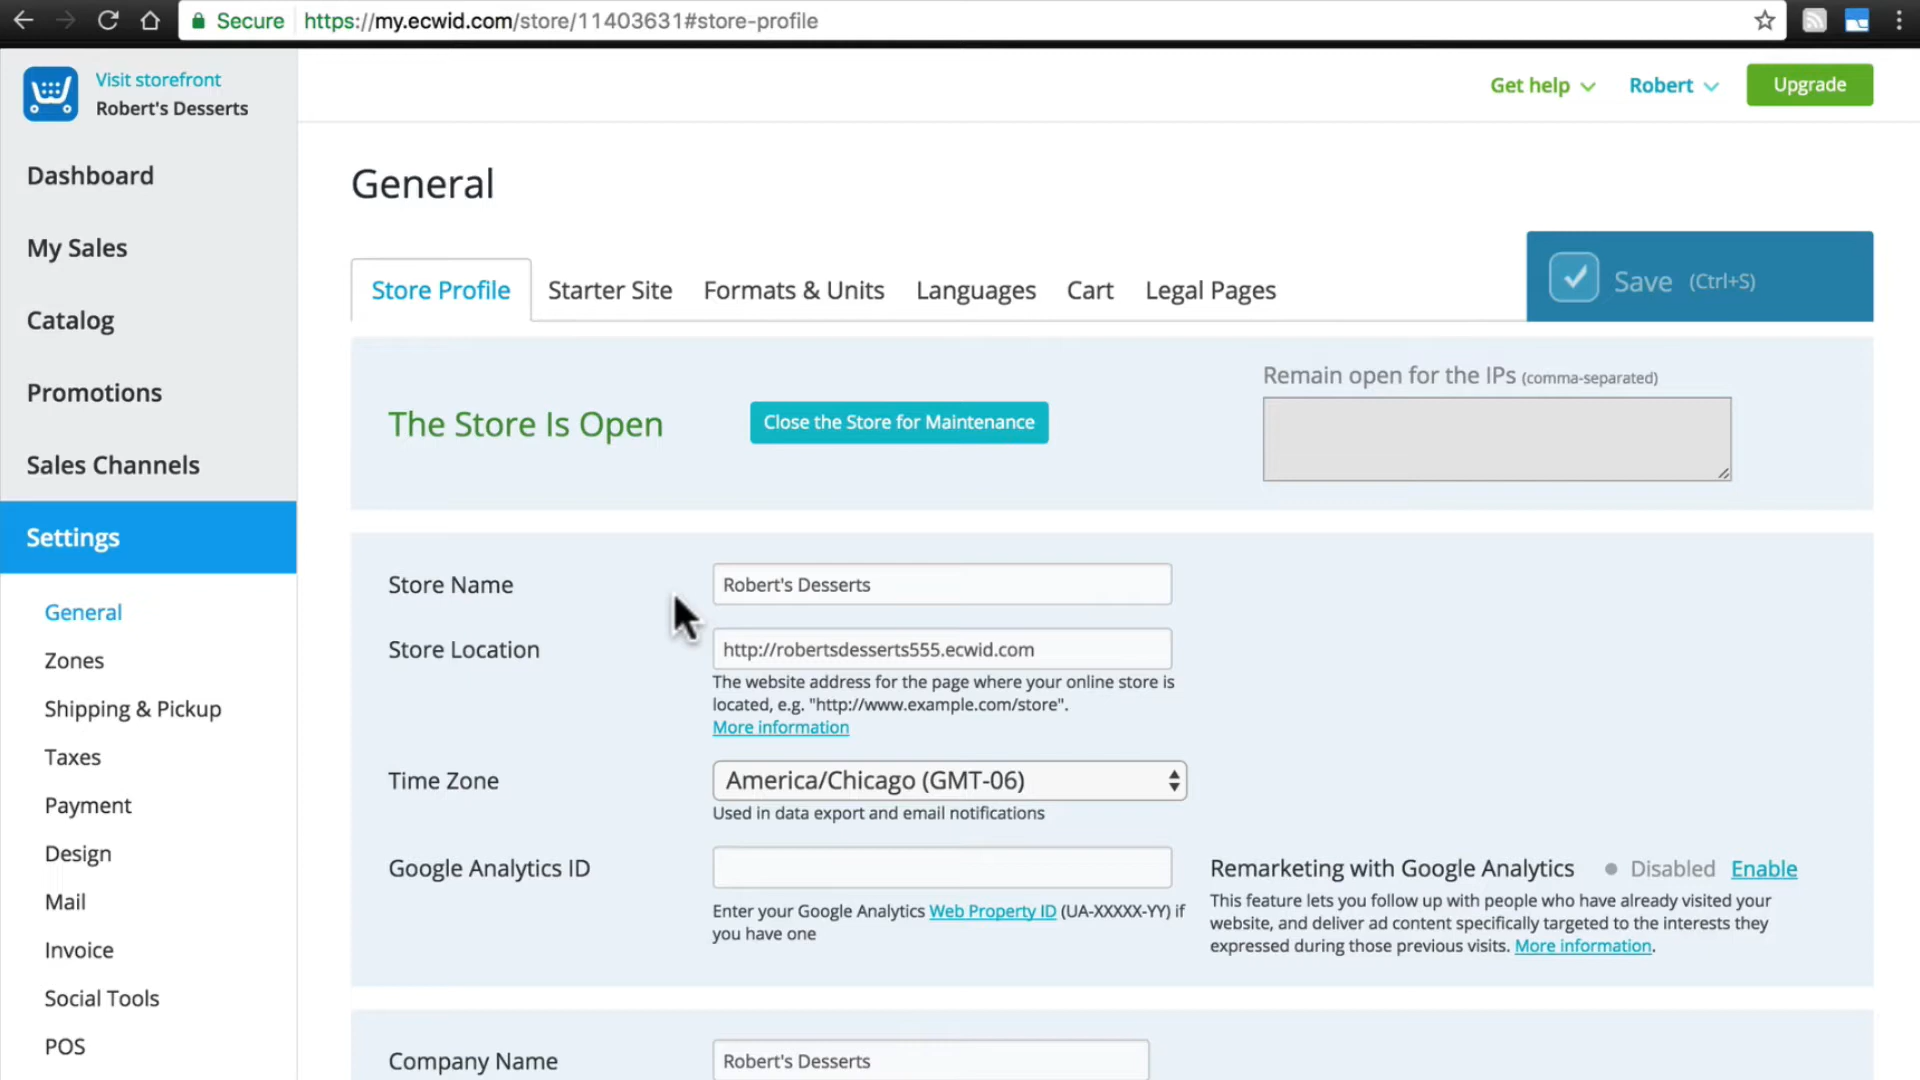 Secure https://my.ecwid.com/store/11403631#store-profile
Visit storefront
Robert's Desserts
Get help
Robert
Upgrade
Dashboard
My Sales
Catalog
Promotions
Sales Channels
Settings
General
Zones
Shipping & Pickup
Taxes
Payment
Design
Mail
Invoice
Social Tools
POS
General
Store Profile
Starter Site
Formats & Units
Languages
Cart
Legal Pages
Save (Ctrl+S)
The Store Is Open
Close the Store for Maintenance
Remain open for the IPs (comma-separated)
Store Name
Robert's Desserts
Store Location
http://robertsdesserts555.ecwid.com
The website address for the page where your online store is
located, e.g. "http://www.example.com/store".
More information
Time Zone
America/Chicago (GMT-06)
Used in data export and email notifications
Google Analytics ID
Enter your Google Analytics Web Property ID (UA-XXXXX-YY) if
you have one
Remarketing with Google Analytics
Disabled
Enable
This feature lets you follow up with people who have already visited your
website, and deliver ad content specifically targeted to the interests they
expressed during those previous visits. More information.
Company Name
Robert's Desserts